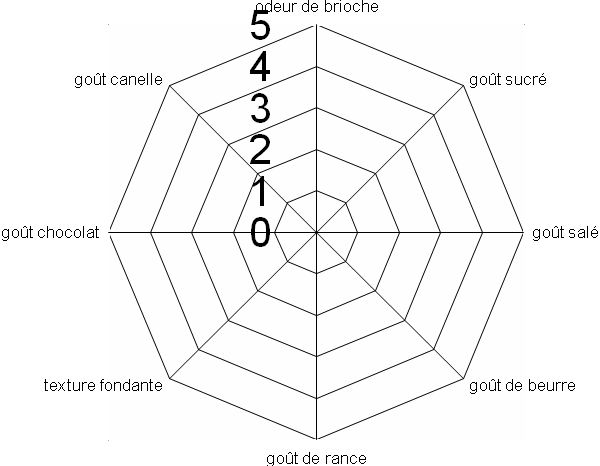 odeur de brioche
5
goût canelle
goût sucré
4
3
2
1
goût chocolat
0
goût salé
texture fondante
goût de beurre
goût de rance